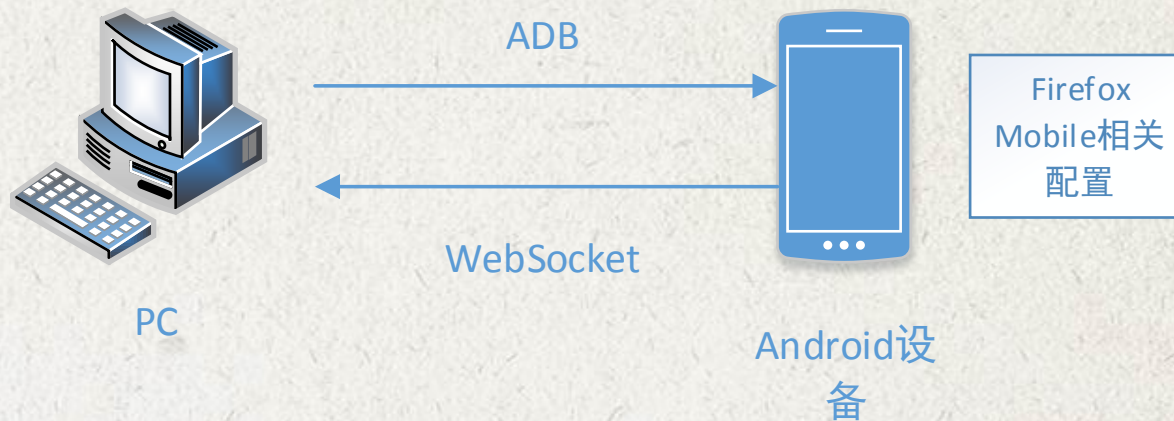 ADB
Firefox
Mobile相关
配置
WebSocket
PC
Android设
备